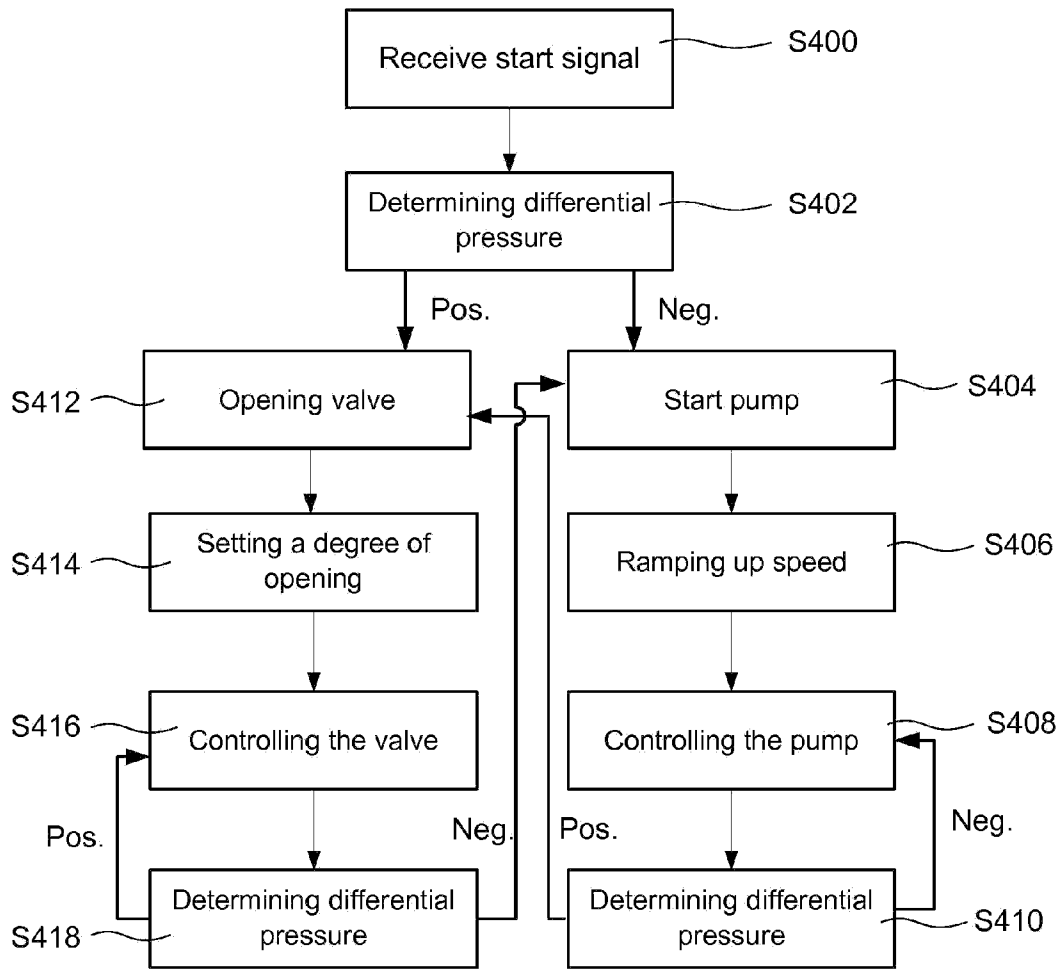 Receive start signal
S400
Determining differential
pressure
S402
Pos.
Neg.
S412
Opening valve
Start pump
S404
S414
Setting a degree of
opening
Ramping up speed
S406
S416
Controlling the valve
Controlling the pump
S408
Pos.
Neg.
Pos.
Neg.
S418
Determining differential
pressure
Determining differential
pressure
S410